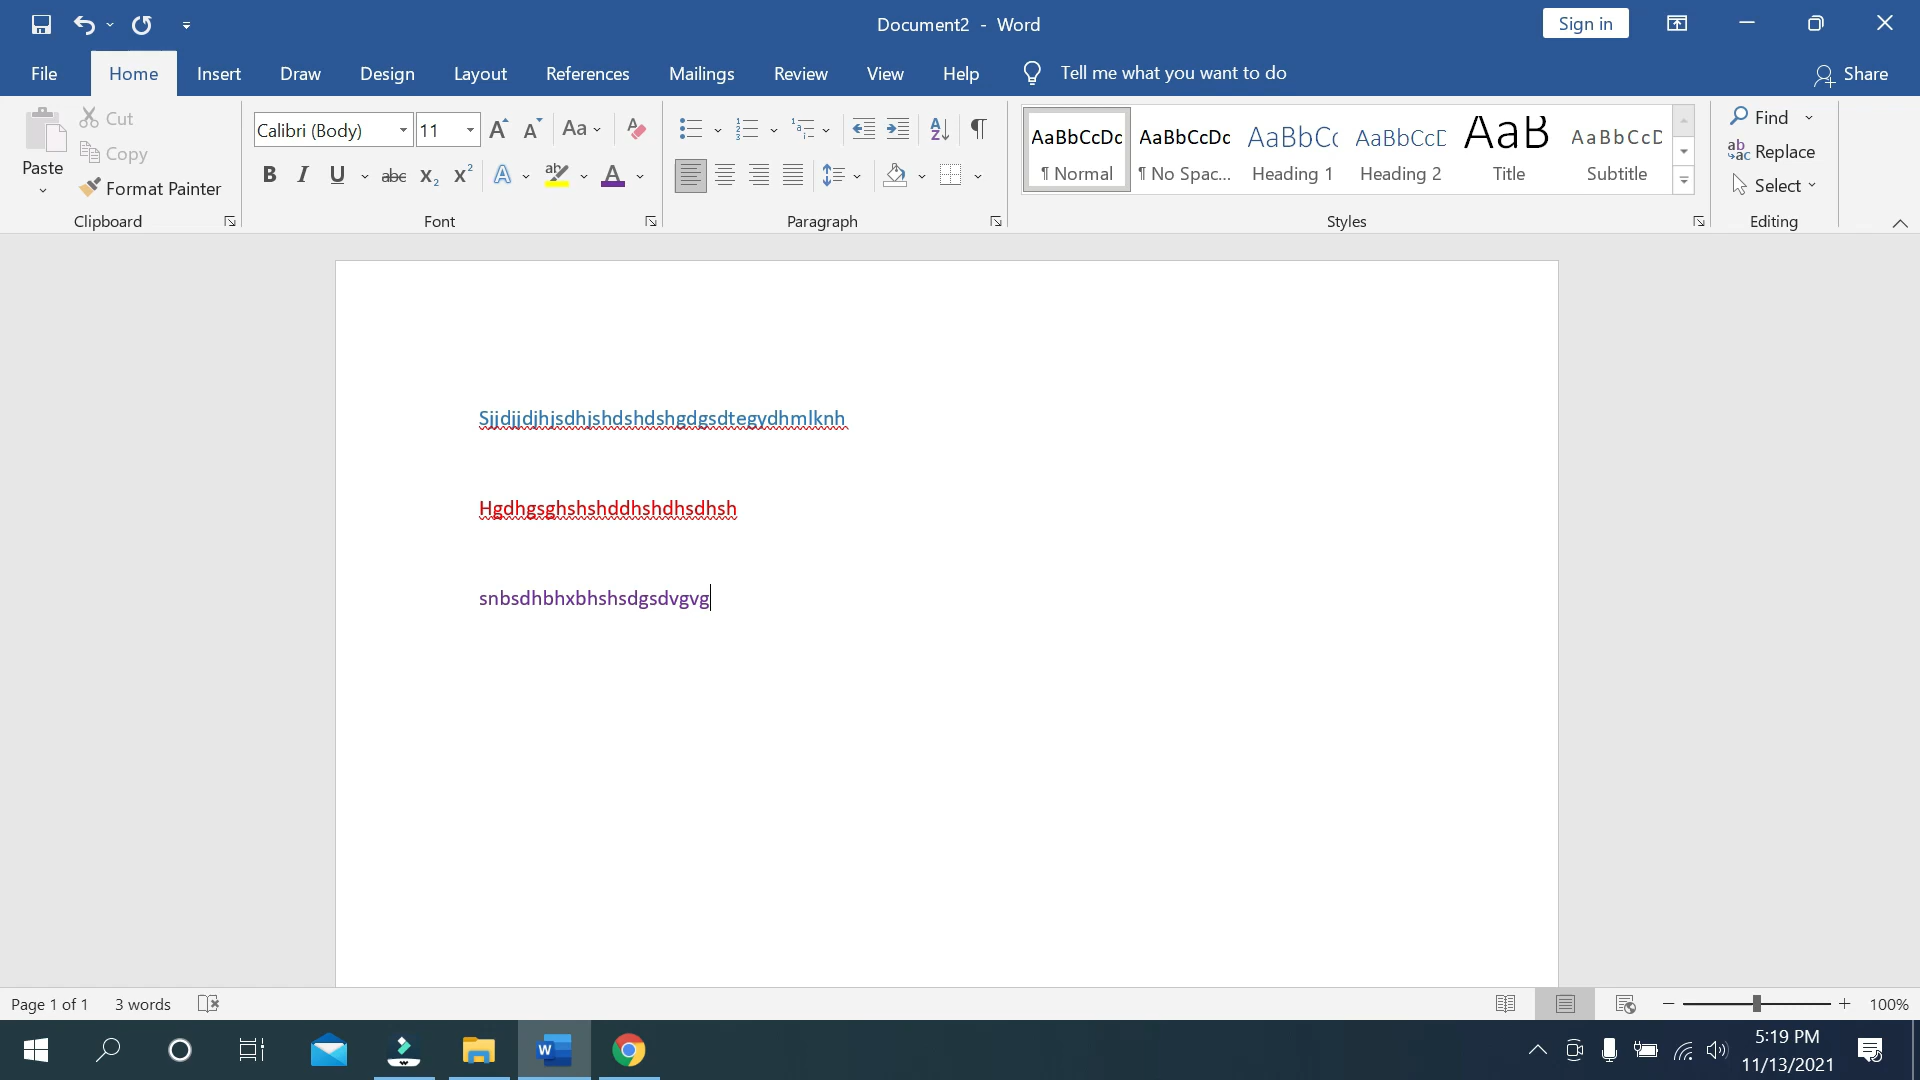 Document2 - Word
Sign in
File Home Insert Draw Design Layout References Mailings Review View Help Tell me what you want to do Share
Paste
Cut
Copy
Format Painter
Clipboard
Calibri (Body) 11
Font
Paragraph
AaBbCcDc AaBbCcDc AaBbCc AaBbCcD AaB AaBbCcD
¶ Normal ¶ No Spac... Heading 1 Heading 2 Title Subtitle
Styles
Find
Replace
Select
Editing
Sjjdjjdjhjsdhjshdshdshgdgsdtegydhmlknh
Hgdhgsghshshddhshdhsdhsh
snbsdhbhxbhshsdgsdvgvg
Page 1 of 1 3 words 100%
5:19 PM
11/13/2021